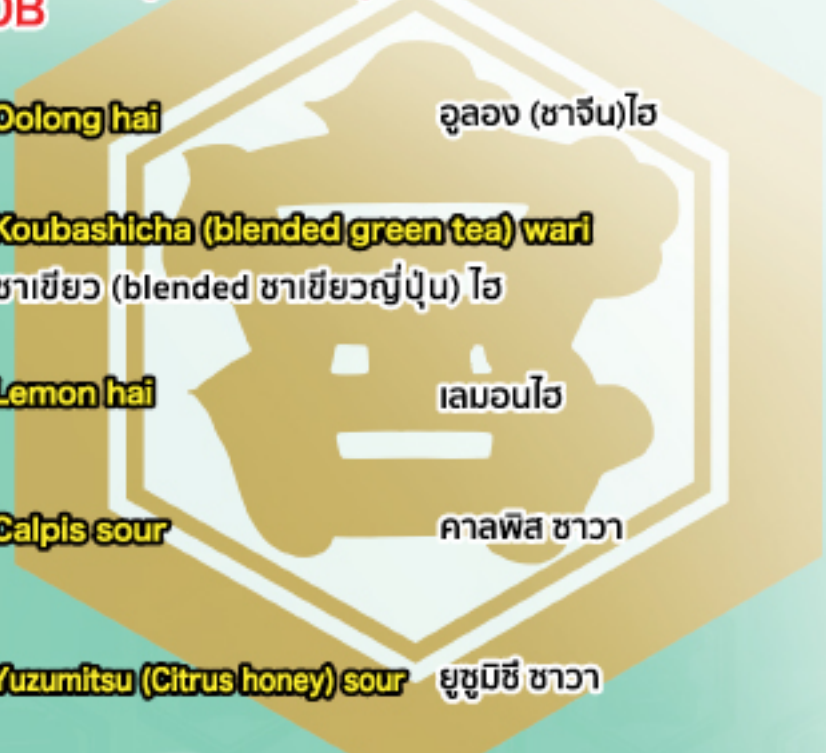 OB
Oolong hai อูลอง (ชาจีน)ไฮ
Koubashicha (blended green tea) wari
ชาเขียว (blended ชาเขียวญี่ปุ่น) ไฮ
Lemon hai เลมอนไฮ
Calpis sour คาลพิส ซาวา
Yuzumitsu (Citrus honey) sour ยูซูมิซึ ซาวา